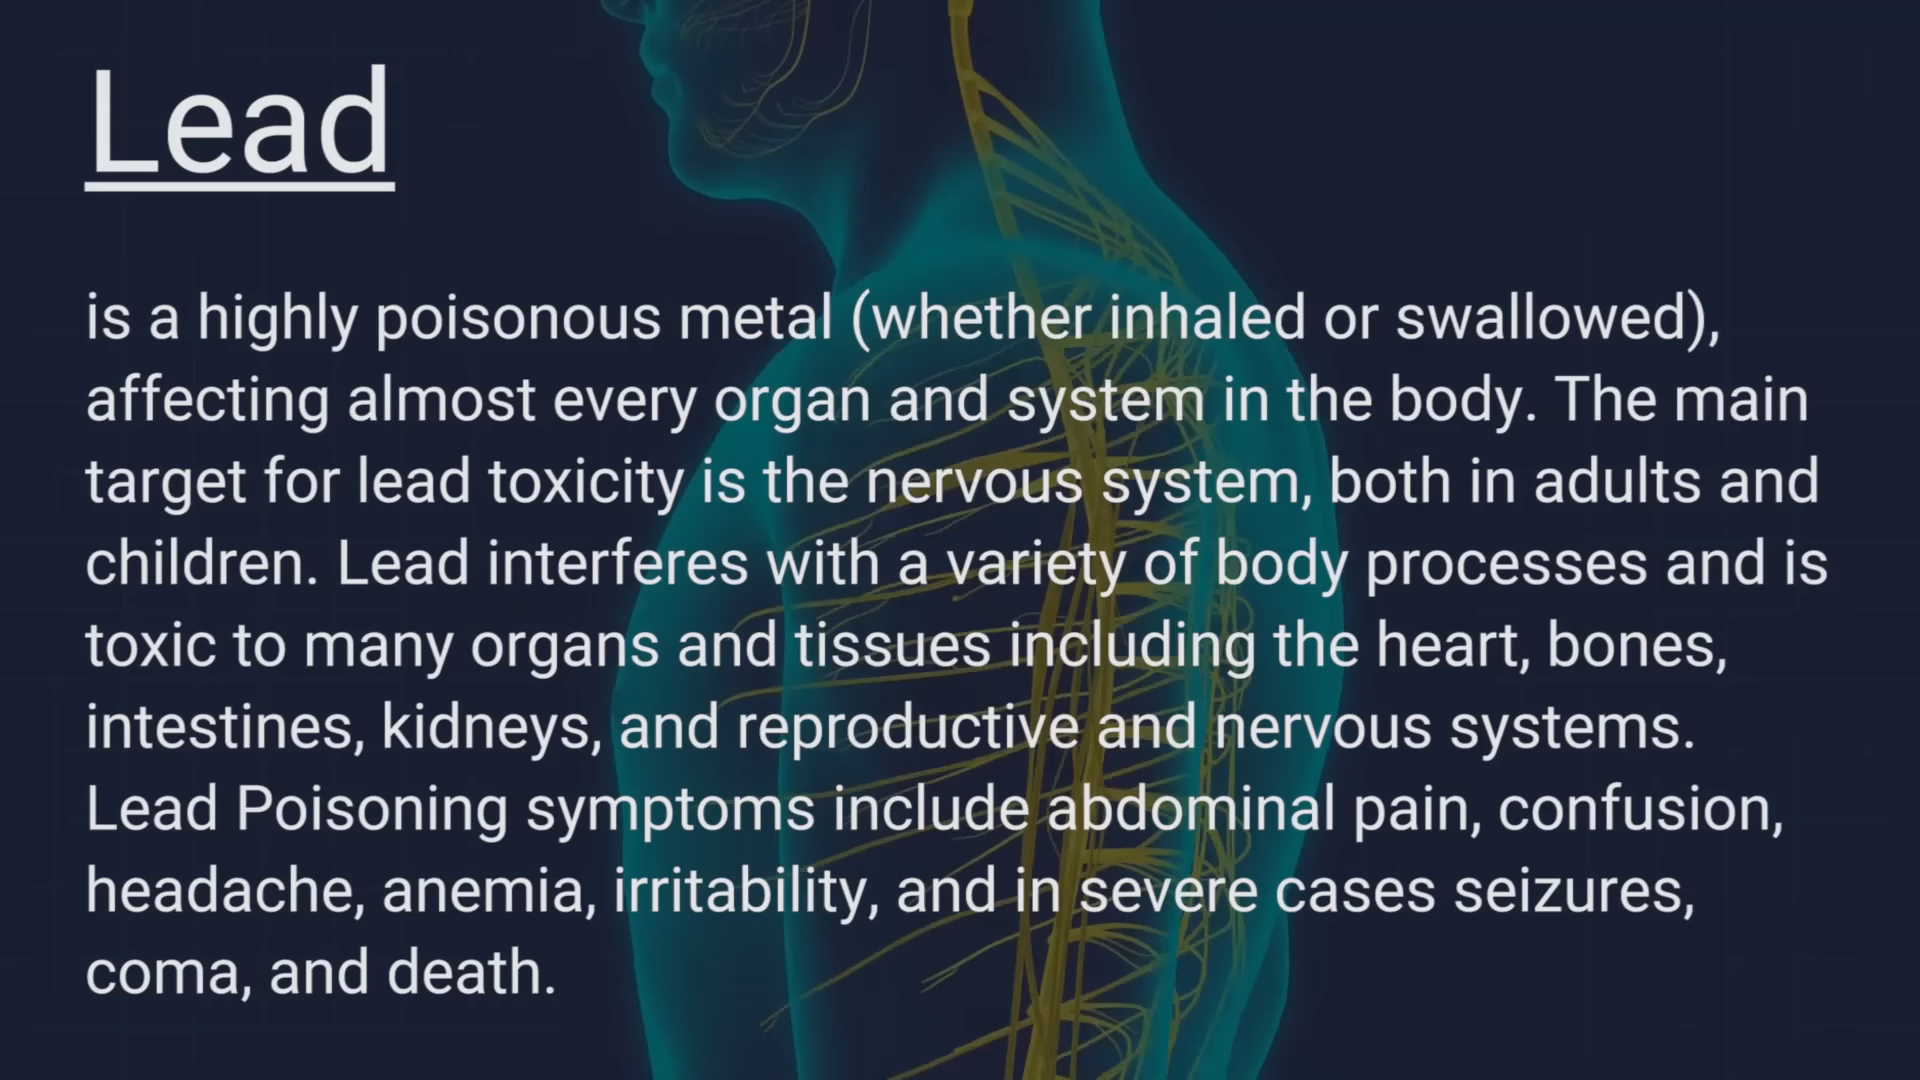 Lead
is a highly poisonous metal (whether inhaled or swallowed),
affecting almost every organ and system in the body. The main
target for lead toxicity is the nervous system, both in adults and
children. Lead interferes with a variety of body processes and is
toxic to many organs and tissues including the heart, bones,
intestines, kidneys, and reproductive and nervous systems.
Lead Poisoning symptoms include abdominal pain, confusion,
headache, anemia, irritability, and in severe cases seizures,
coma, and death.